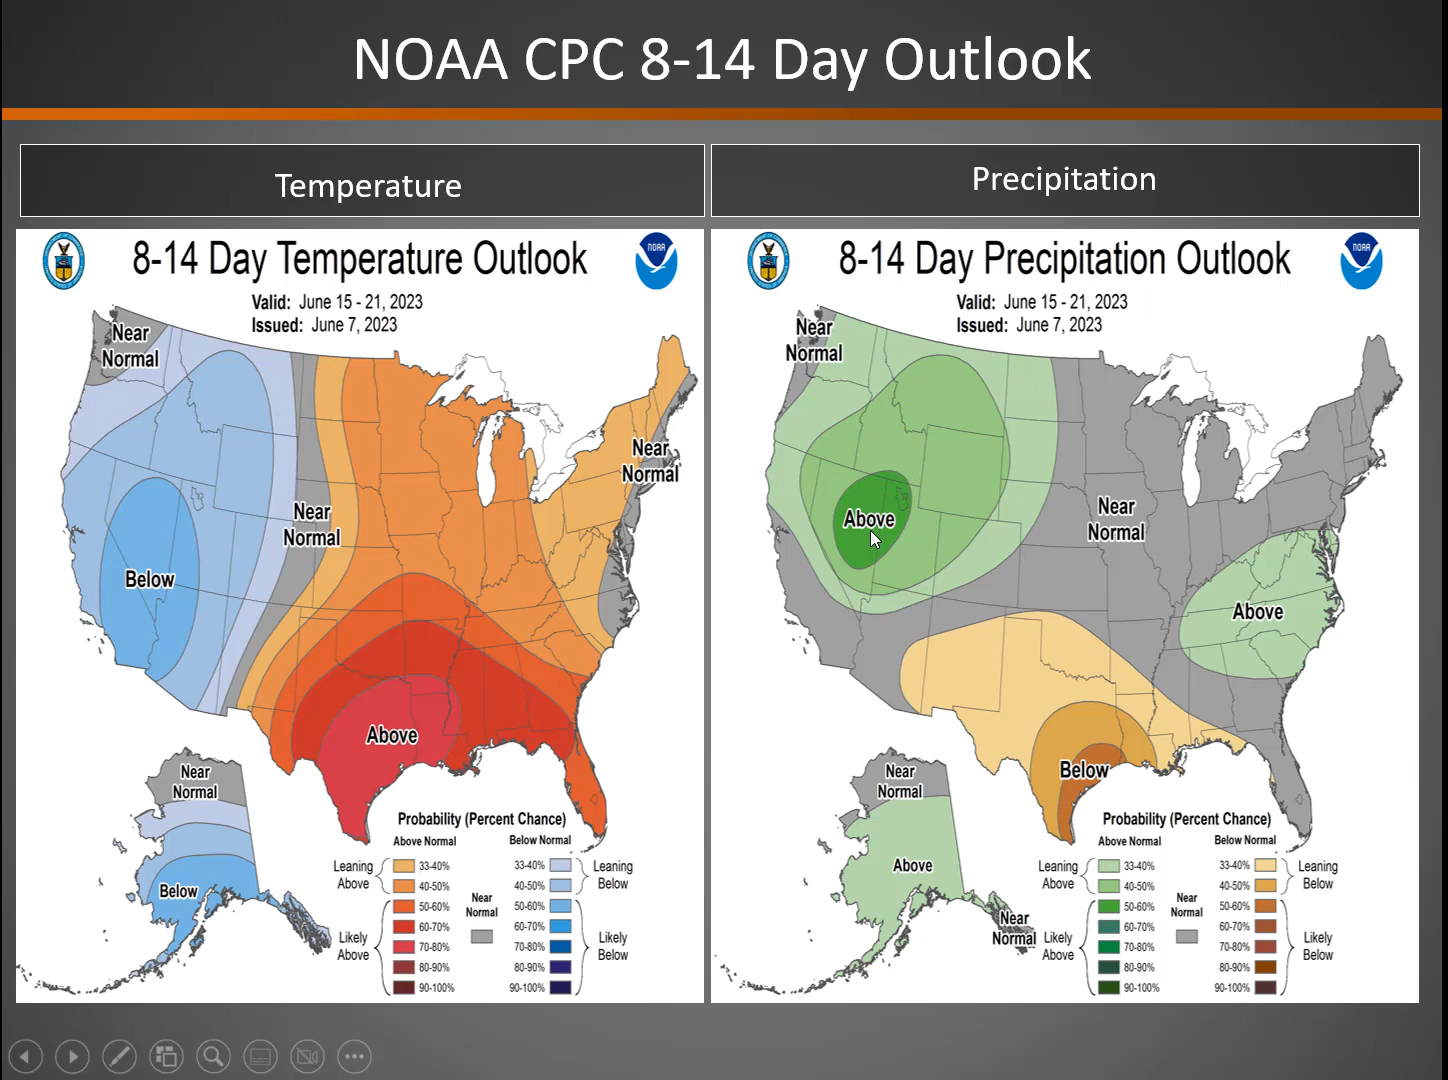 NOAA CPC 8-14 Day Outlook
Temperature
8-14 Day Temperature Outlook
NOAA
Valid: June 15 - 21, 2023
Issued: June 7, 2023
Near
Normal
Near
Normal
Near
Normal
Below
Above
Near
Normal
Below
Probability (Percent Chance)
Above Normal
Below Normal
Leaning
Above
33-40%
40-50%
Likely
Above
50-60%
60-70%
70-80%
80-90%
90-100%
Near
Normal
33-40%
40-50%
Leaning
Below
50-60%
60-70%
70-80%
80-90%
90-100%
Likely
Below
Precipitation
8-14 Day Precipitation Outlook
NOAA
Valid: June 15 - 21, 2023
Issued: June 7, 2023
Near
Normal
Above
Near
Normal
Above
Below
Near
Normal
Above
Near
Normal
Probability (Percent Chance)
Above Normal
Below Normal
Leaning
Above
33-40%
40-50%
Likely
Above
50-60%
60-70%
70-80%
80-90%
90-100%
Near
Normal
33-40%
40-50%
Leaning
Below
50-60%
60-70%
70-80%
80-90%
90-100%
Likely
Below